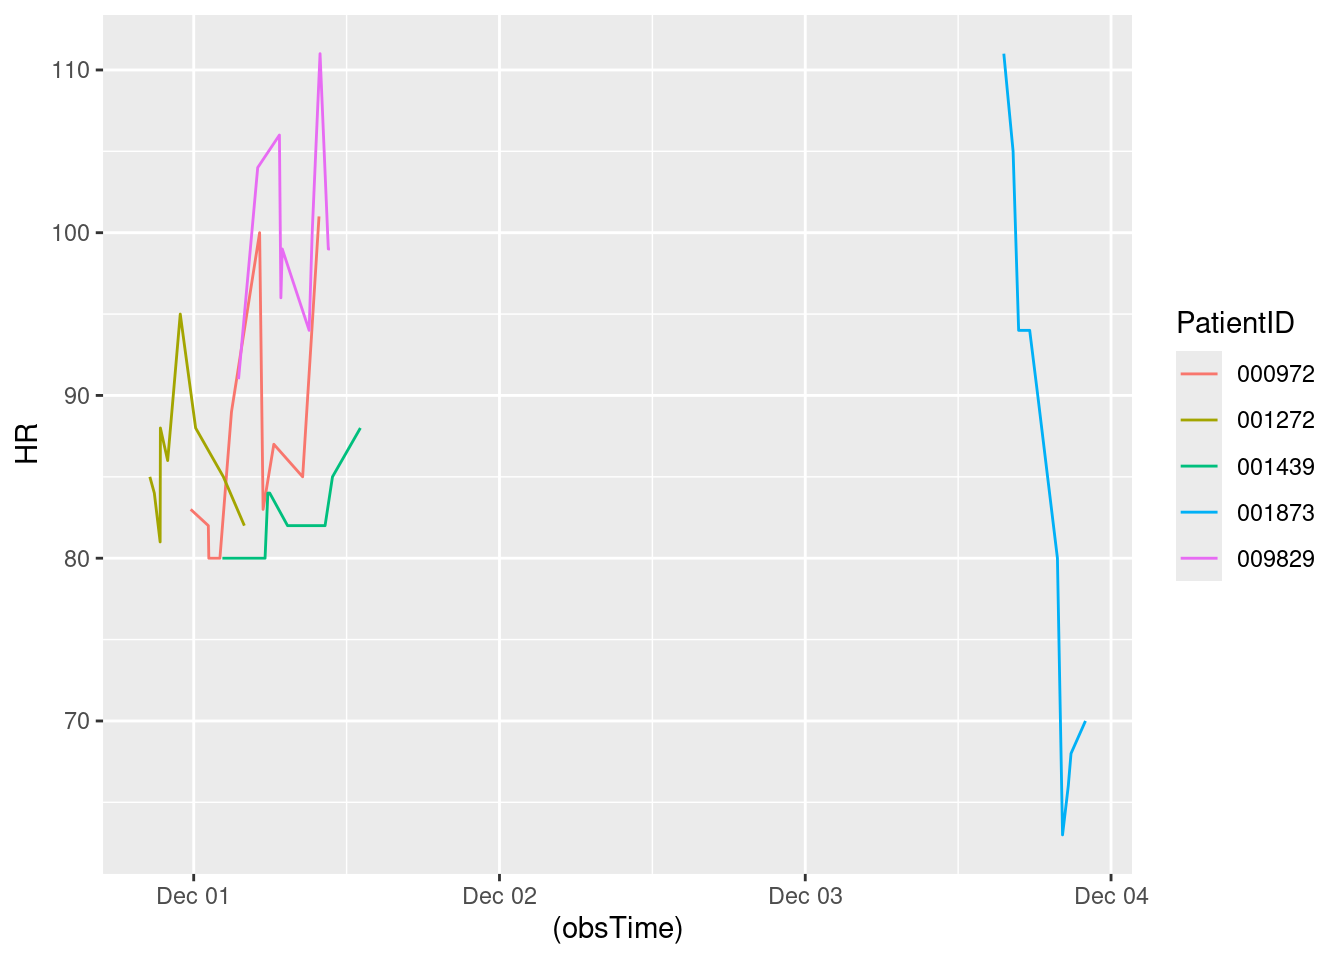 110
100
90
80
70
HR
Dec 01
Dec 02
Dec 03
Dec 04
(obsTime)
PatientID
000972
001272
001439
001873
009829